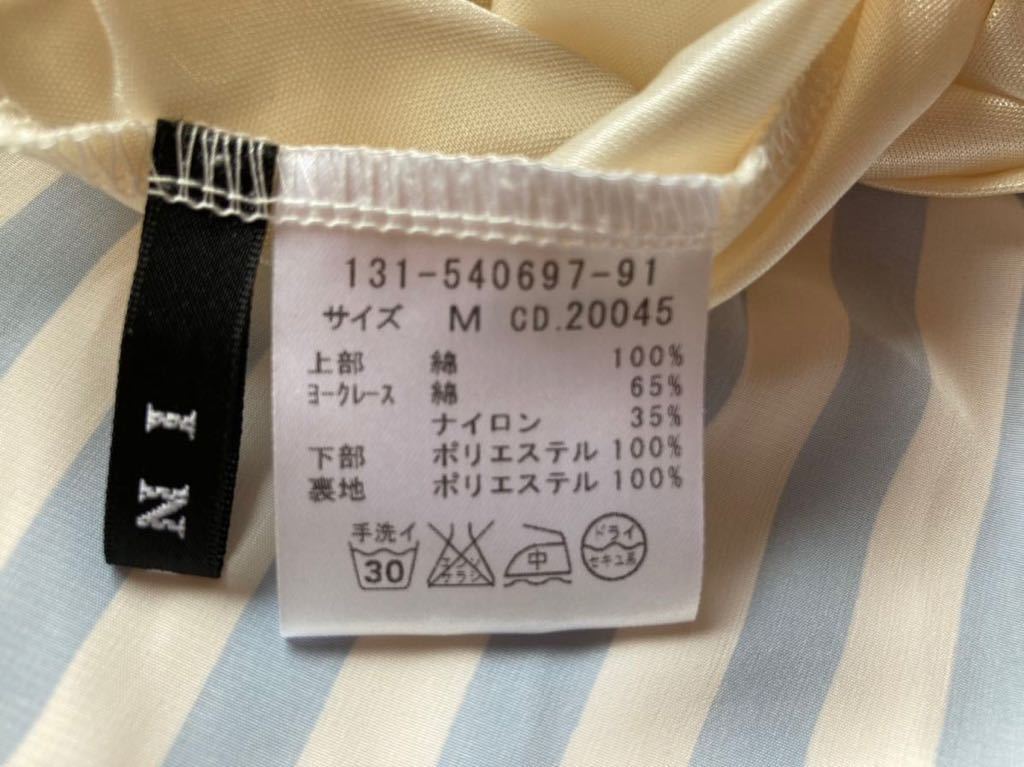 131-540697-91
サイズ M CD.20045
上部 綿 100%
ヨークレース 綿 65%
ナイロン 35%
下部 ポリエステル 100%
裏地 ポリエステル 100%
手洗イ
30
エンソ
サラシ
中
ドライ
セキユ系
N I